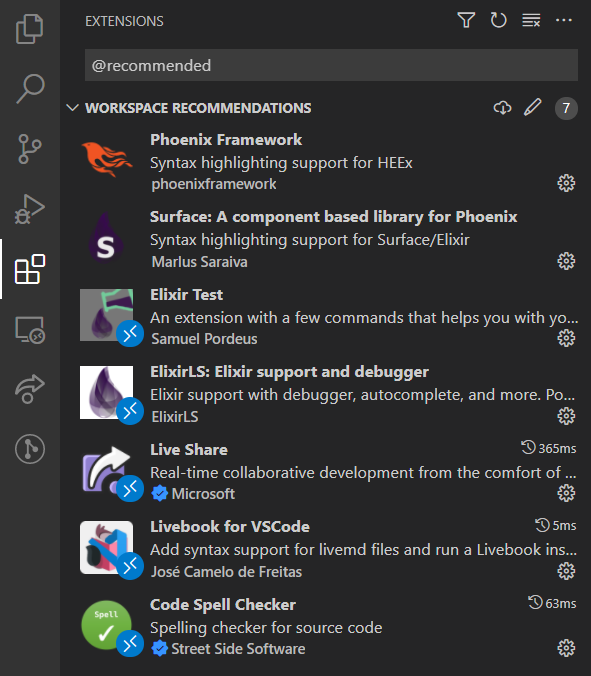 EXTENSIONS
@recommended
WORKSPACE RECOMMENDATIONS 7
Phoenix Framework
Syntax highlighting support for HEEx
phoenixframework
S
Surface: A component based library for Phoenix
Syntax highlighting support for Surface/Elixir
Marlus Saraiva
Elixir Test
An extension with a few commands that helps you with yo...
Samuel Pordeus
ElixirLS: Elixir support and debugger
Elixir support with debugger, autocomplete, and more. Po...
ElixirLS
Live Share 365ms
Real-time collaborative development from the comfort of ...
Microsoft
Livebook for VSCode 5ms
Add syntax support for livemd files and run a Livebook ins...
José Camelo de Freitas
Spell
Code Spell Checker 63ms
Spelling checker for source code
Street Side Software